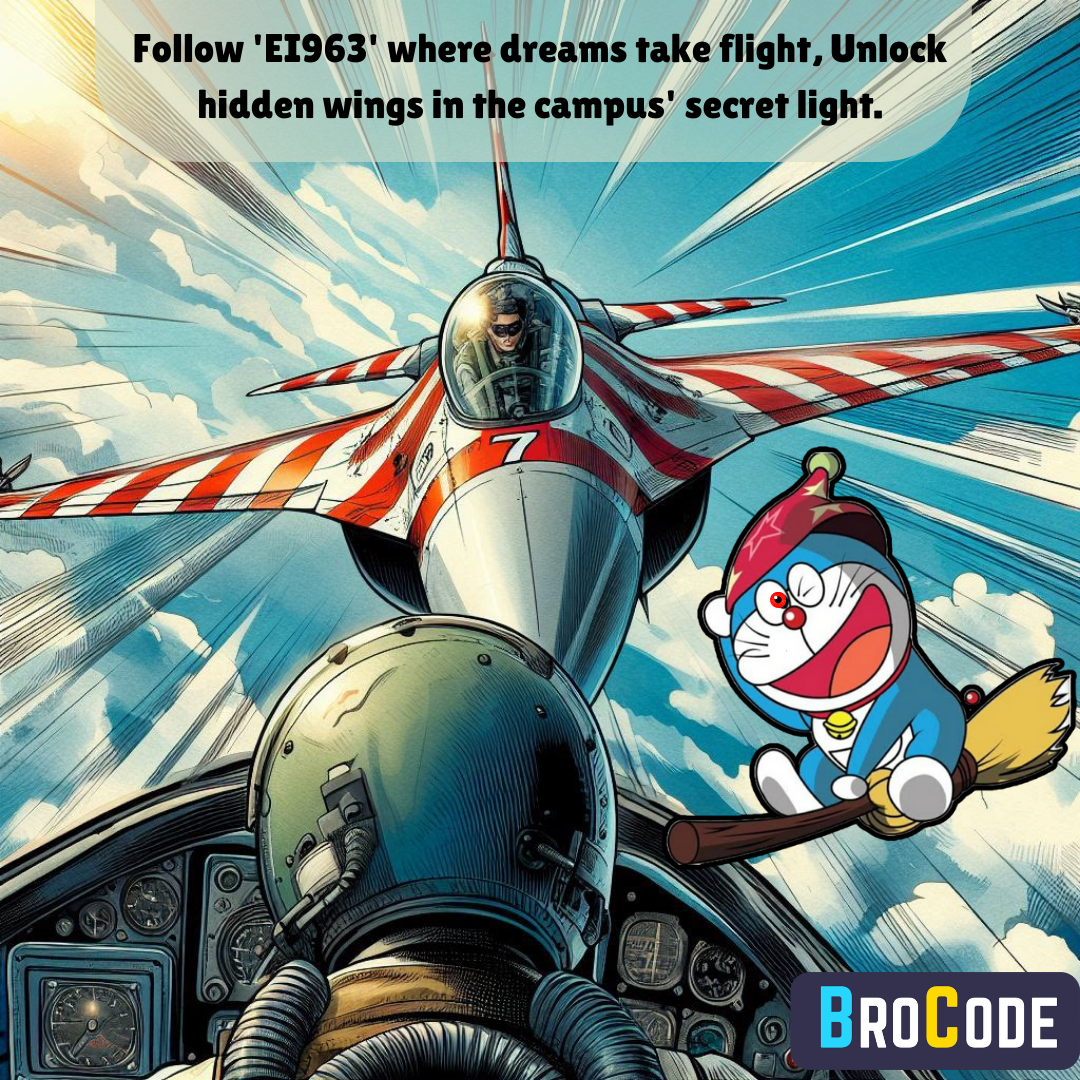 Follow 'EI963' where dreams take flight, Unlock
hidden wings in the campus' secret light.
7
BROCODE